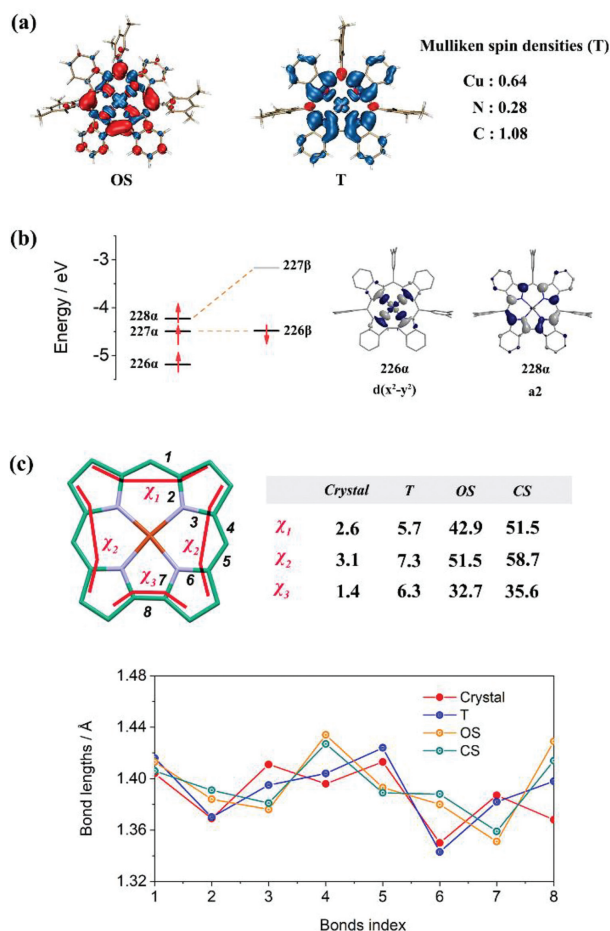 (a)
Mulliken spin densities (T)
Cu : 0.64
N : 0.28
C : 1.08
OS
T
(b)
Energy / eV
-3
-4
-5
228α
227α
226α
227β
226β
226α
d(x²-y²)
228α
a2
(c)
1
2
3
4
5
6
7
8
χ1
χ2
χ2
χ3
Crystal T OS CS
χ1 2.6 5.7 42.9 51.5
χ2 3.1 7.3 51.5 58.7
χ3 1.4 6.3 32.7 35.6
Bond lengths / Å
1.48
1.44
1.40
1.36
1.32
Crystal
T
OS
CS
1 2 3 4 5 6 7 8
Bonds index